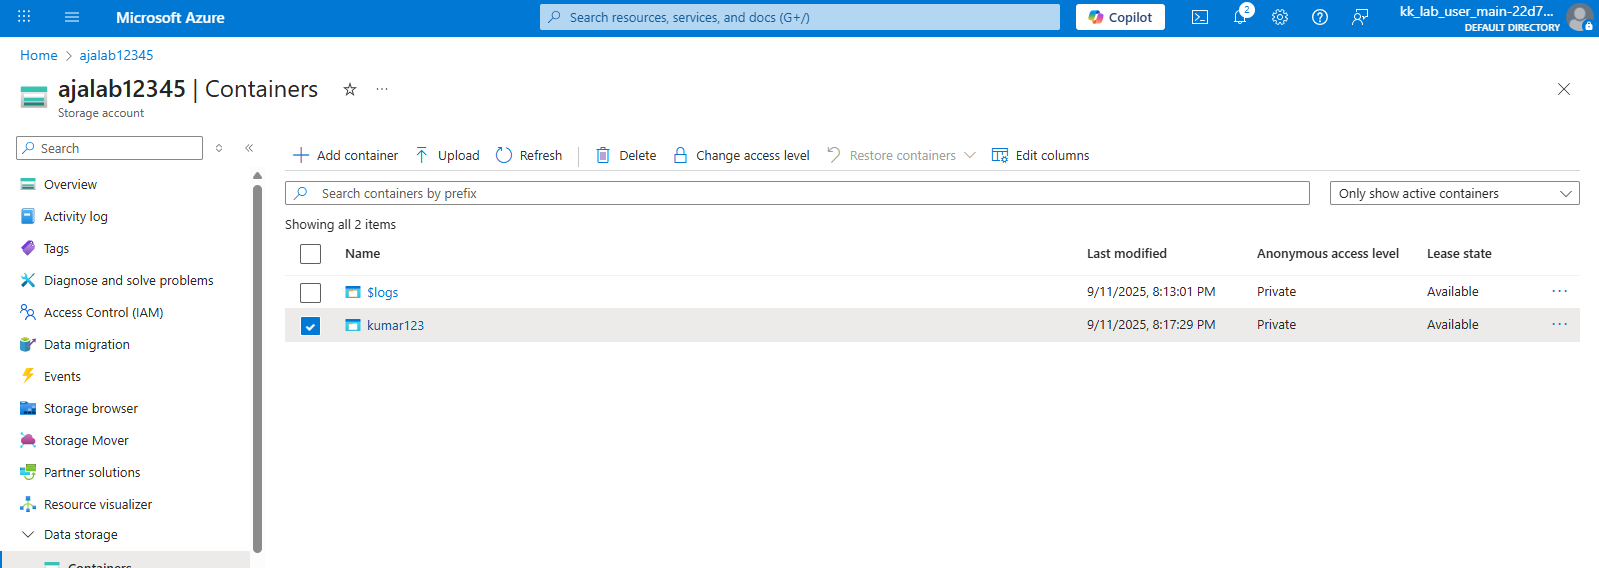 Microsoft Azure
Search resources, services, and docs (G+/)
Copilot
2
kk_lab_user_main-22d7...
DEFAULT DIRECTORY
Home > ajalab12345
ajalab12345 | Containers
Storage account
Search
Add container Upload Refresh Delete Change access level Restore containers Edit columns
Overview
Activity log
Tags
Diagnose and solve problems
Access Control (IAM)
Data migration
Events
Storage browser
Storage Mover
Partner solutions
Resource visualizer
Data storage
Containers
Search containers by prefix
Only show active containers
Showing all 2 items
Name Last modified Anonymous access level Lease state
$logs 9/11/2025, 8:13:01 PM Private Available
kumar123 9/11/2025, 8:17:29 PM Private Available